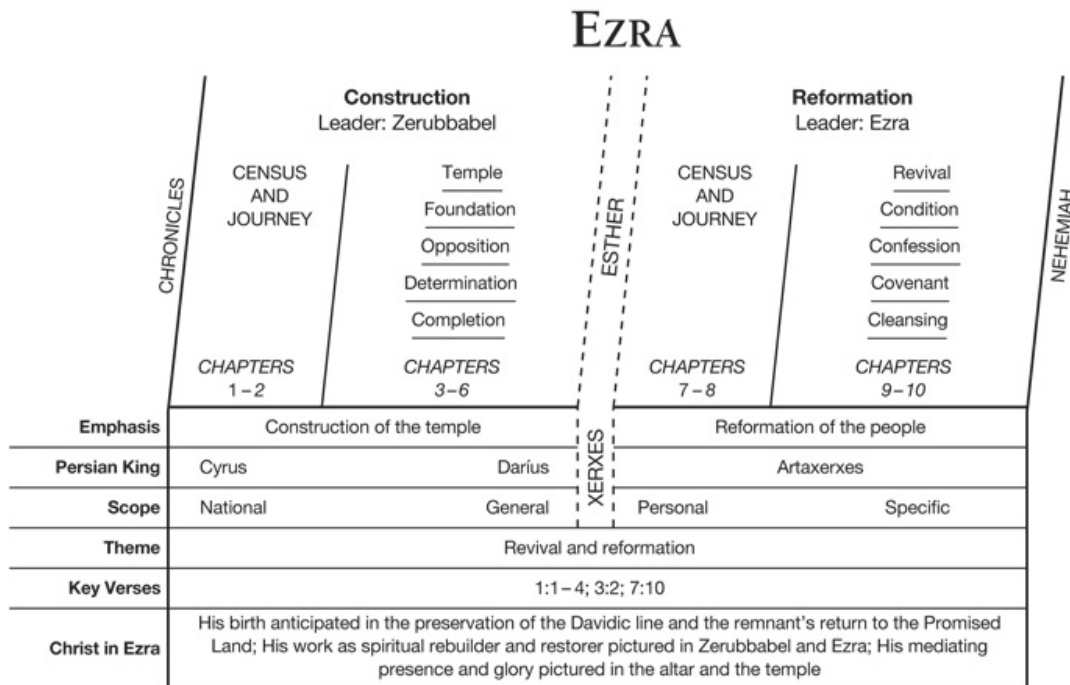 EZRA
Construction
Leader: Zerubbabel
Reformation
Leader: Ezra
CHRONICLES
CENSUS
AND
JOURNEY
CHAPTERS
1–2
Temple
Foundation
Opposition
Determination
Completion
CHAPTERS
3–6
ESTHER
CENSUS
AND
JOURNEY
CHAPTERS
7–8
Revival
Condition
Confession
Covenant
Cleansing
CHAPTERS
9–10
NEHEMIAH
Emphasis
Construction of the temple
XERXES
Reformation of the people
Persian King
Cyrus
Daríus
Artaxerxes
Scope
National
General
Personal
Specific
Theme
Revival and reformation
Key Verses
1:1–4; 3:2; 7:10
Christ in Ezra
His birth anticipated in the preservation of the Davidic line and the remnant's return to the Promised
Land; His work as spiritual rebuilder and restorer pictured in Zerubbabel and Ezra; His mediating
presence and glory pictured in the altar and the temple